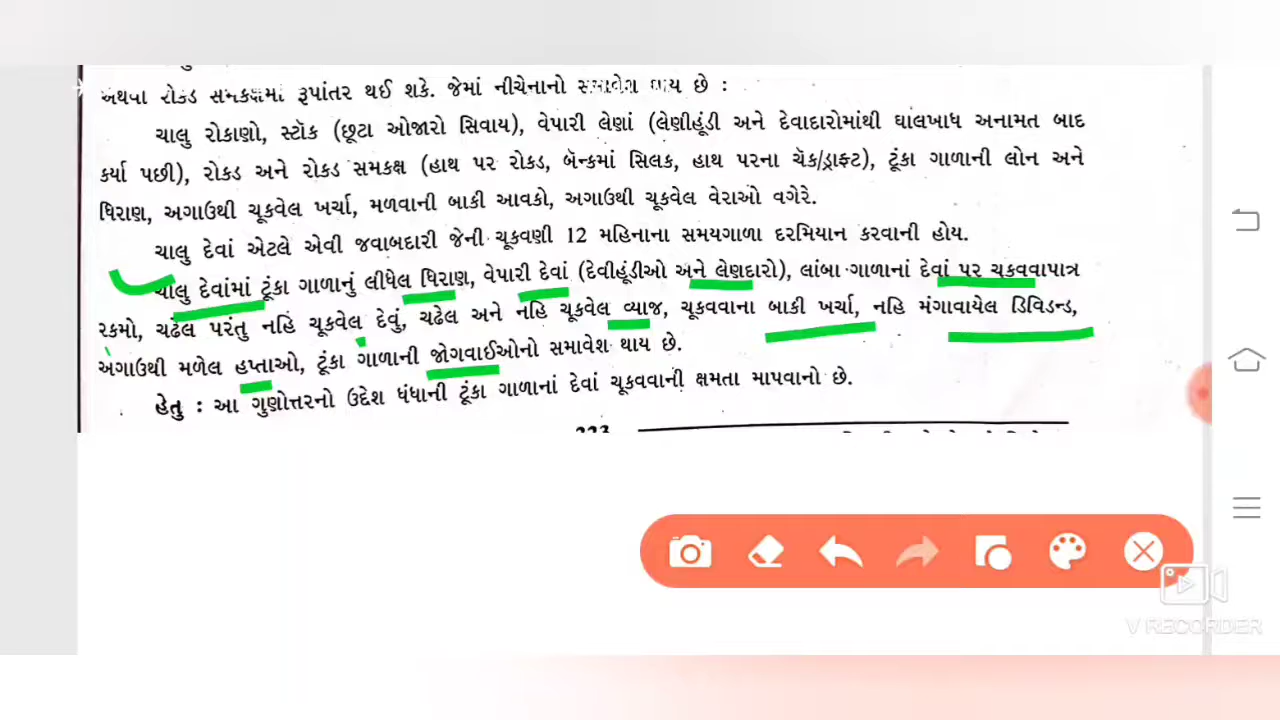 અથવા રોકડ સમકક્ષમાં રૂપાંતર થઈ શકે. જેમાં નીચેનાનો સમાવેશ થાય છે :
ચાલુ રોકાણો, સ્ટૉક (છૂટા ઓજારો સિવાય), વેપારી લેણાં (લેણીહૂંડી અને દેવાદારોમાંથી ઘાલખાધ અનામત બાદ
કર્યા પછી), રોકડ અને રોકડ સમકક્ષ (હાથ પર રોકડ, બૅન્કમાં સિલક, હાથ પરના ચૅક/ડ્રાફ્ટ), ટૂંકા ગાળાની લોન અને
ધિરાણ, અગાઉથી ચૂકવેલ ખર્ચા, મળવાની બાકી આવકો, અગાઉથી ચૂકવેલ વેરાઓ વગેરે.
ચાલુ દેવાં એટલે એવી જવાબદારી જેની ચૂકવણી 12 મહિનાના સમયગાળા દરમિયાન કરવાની હોય.
ચાલુ દેવાંમાં ટૂંકા ગાળાનું લીધેલ ધિરાણ, વેપારી દેવાં (દેવીહૂંડીઓ અને લેણદારો), લાંબા ગાળાનાં દેવાં પર ચૂકવવાપાત્ર
રકમો, ચઢેલ પરંતુ નહિ ચૂકવેલ દેવું, ચઢેલ અને નહિ ચૂકવેલ વ્યાજ, ચૂકવવાના બાકી ખર્ચા, નહિ મંગાવાયેલ ડિવિડન્ડ,
અગાઉથી મળેલ હપ્તાઓ, ટૂંકા ગાળાની જોગવાઈઓનો સમાવેશ થાય છે.
હેતુ : આ ગુણોત્તરનો ઉદેશ ધંધાની ટૂંકા ગાળાનાં દેવાં ચૂકવવાની ક્ષમતા માપવાનો છે.
V RECORDER